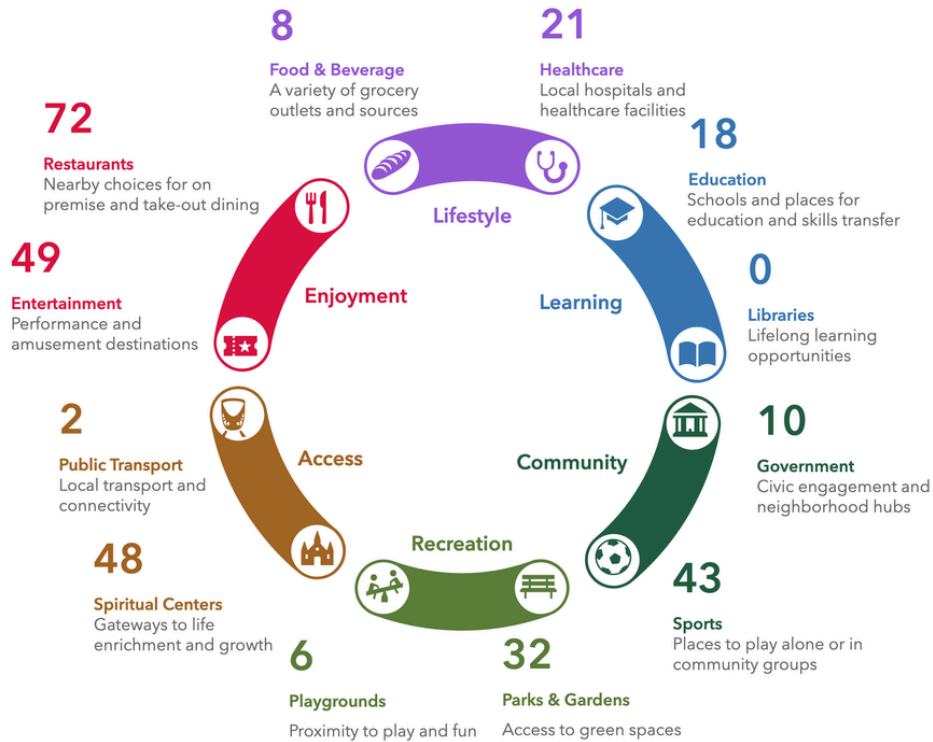 8
Food & Beverage
A variety of grocery
outlets and sources
21
Healthcare
Local hospitals and
healthcare facilities
72
Restaurants
Nearby choices for on
premise and take-out dining
18
Education
Schools and places for
education and skills transfer
Lifestyle
49
Entertainment
Performance and
amusement destinations
Enjoyment
Learning
0
Libraries
Lifelong learning
opportunities
2
Public Transport
Local transport and
connectivity
Access
Community
10
Government
Civic engagement and
neighborhood hubs
48
Spiritual Centers
Gateways to life
enrichment and growth
Recreation
43
Sports
Places to play alone or in
community groups
6
Playgrounds
Proximity to play and fun
32
Parks & Gardens
Access to green spaces